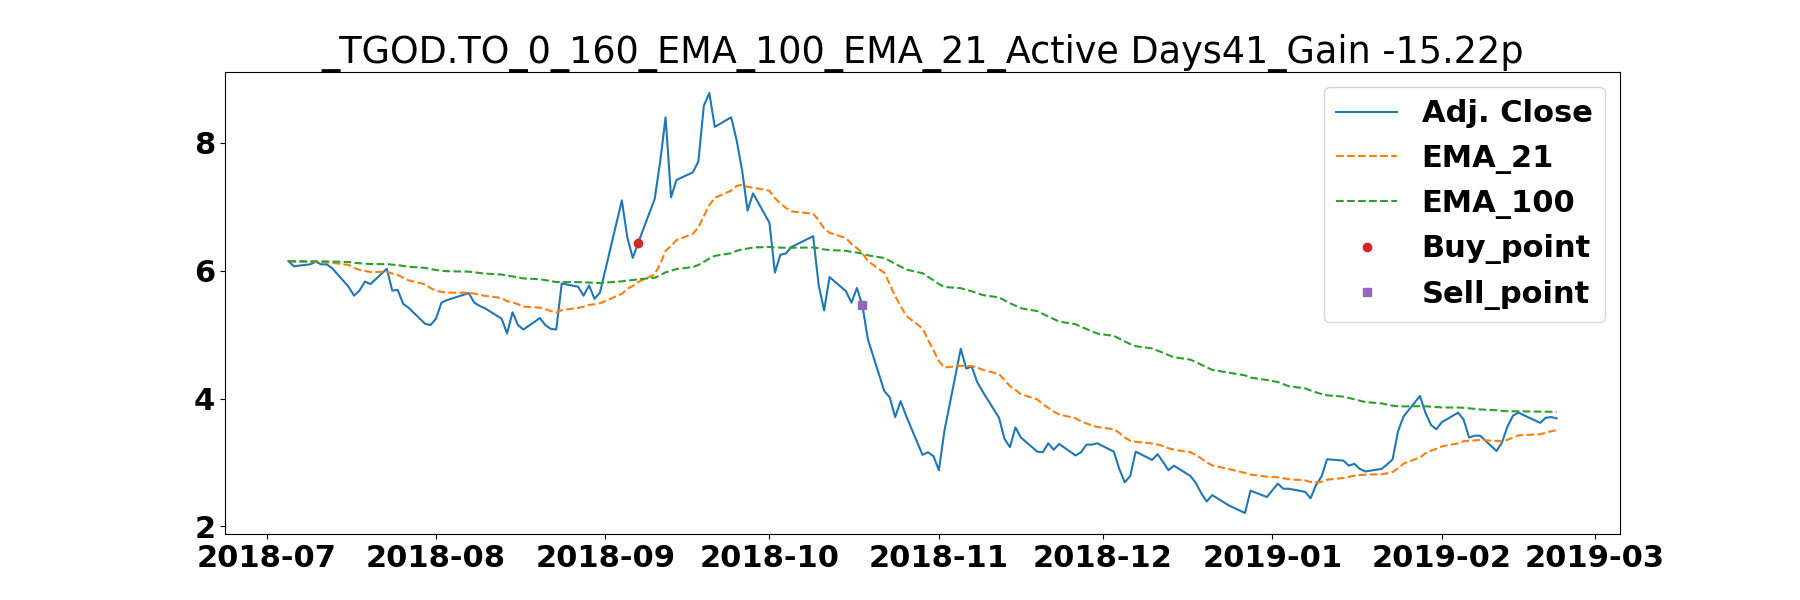 _TGOD.TO_0_160_EMA_100_EMA_21_Active Days41_Gain -15.22p
Adj. Close
EMA_21
EMA_100
Buy_point
Sell_point
8
6
4
2
2018-07 2018-08 2018-09 2018-10 2018-11 2018-12 2019-01 2019-02 2019-03